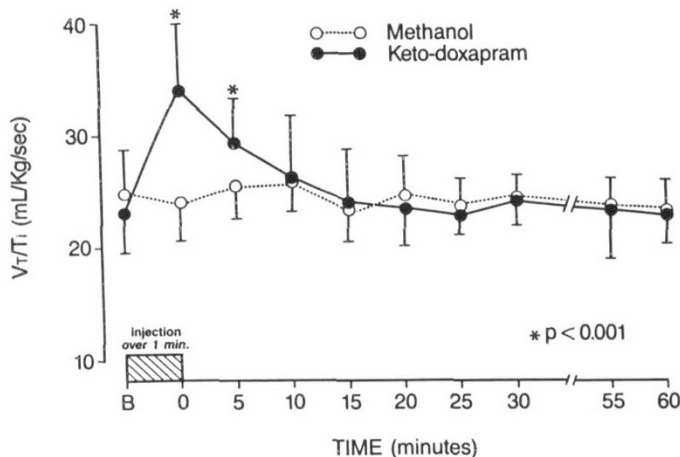 40
30
20
10
VT/Ti (mL/Kg/sec)
*
*
Methanol
Keto-doxapram
injection
over 1 min.
* p < 0.001
B 0 5 10 15 20 25 30 55 60
TIME (minutes)